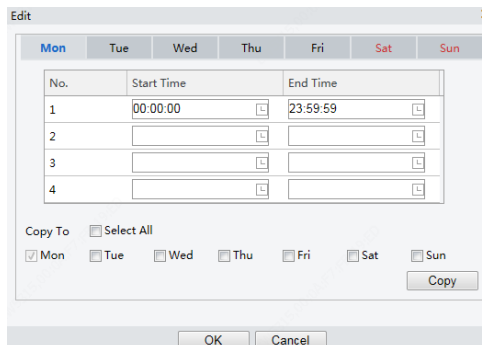 Edit
Mon Tue Wed Thu Fri Sat Sun
No. Start Time End Time
1 00:00:00 23:59:59
2
3
4
Copy To Select All
Mon Tue Wed Thu Fri Sat Sun
Copy
OK Cancel